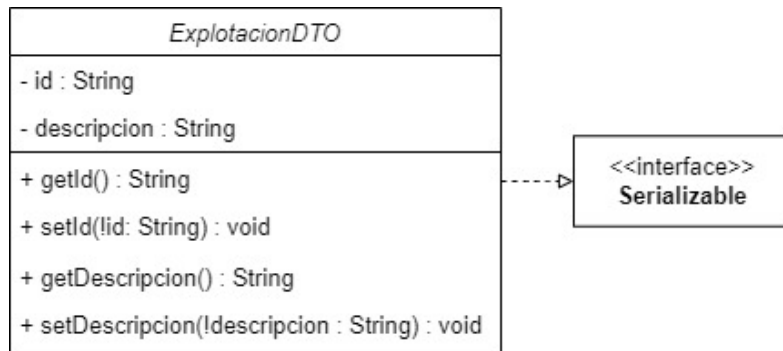 ExplotacionDTO
- id : String
- descripcion : String
+ getId() : String
+ setId(!id: String) : void
+ getDescripcion() : String
+ setDescripcion(!descripcion : String) : void
<<interface>>
Serializable